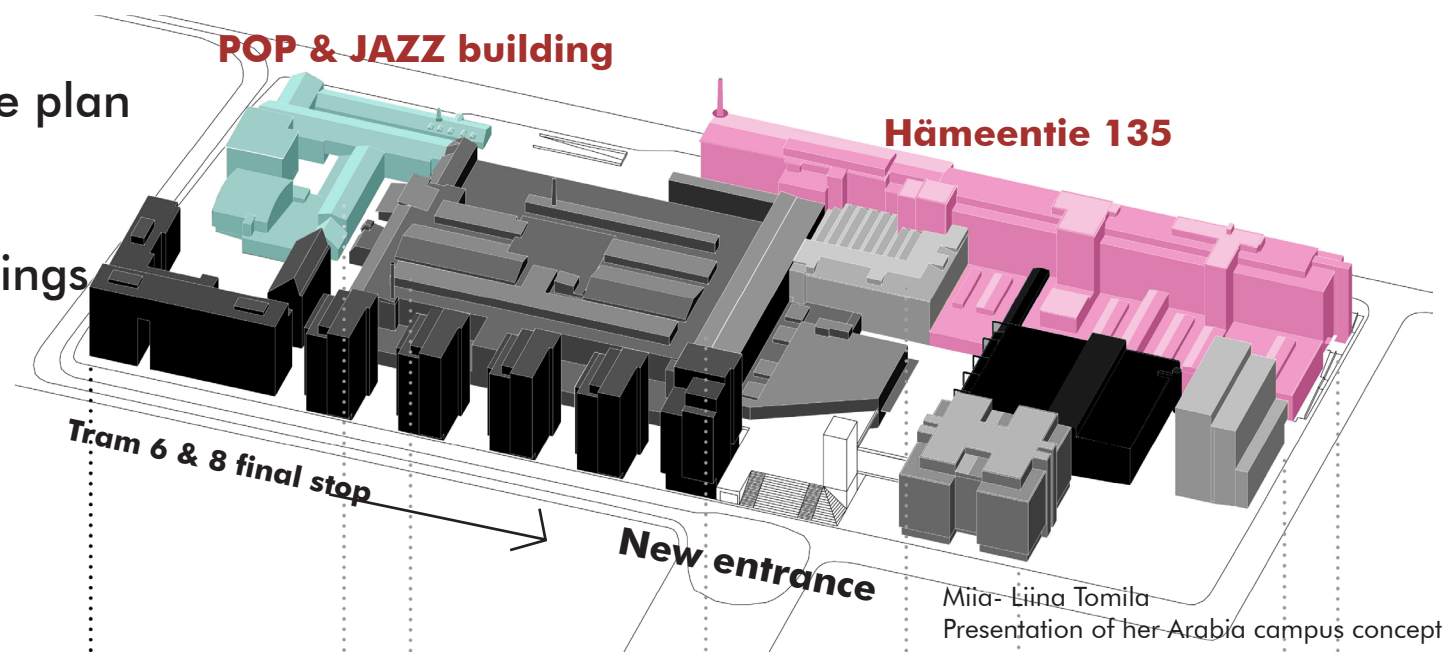 POP & JAZZ building
e plan
Hämeentie 135
ings
Tram 6 & 8 final stop
New entrance
Miia- Liina Tomila
Presentation of her Arabia campus concept